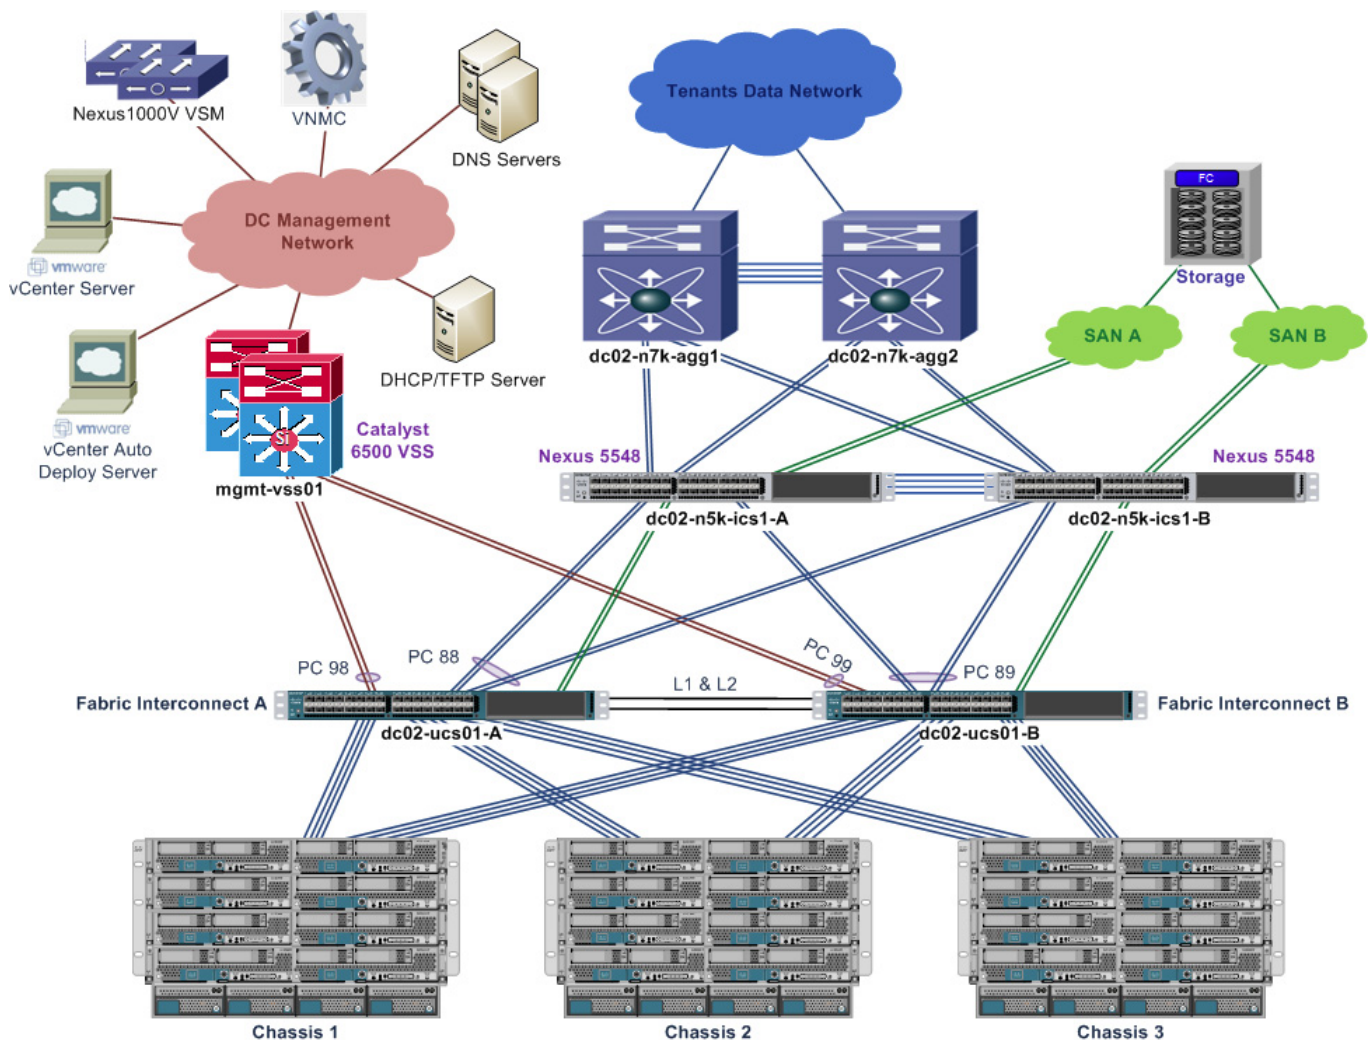 Nexus1000V VSM
VNMC
DNS Servers
Tenants Data Network
FC
Storage
DC Management
Network
vmware
vCenter Server
SAN A
SAN B
dc02-n7k-agg1
dc02-n7k-agg2
DHCP/TFTP Server
vmware
vCenter Auto
Deploy Server
Si
Catalyst
6500 VSS
mgmt-vss01
Nexus 5548
Nexus 5548
dc02-n5k-ics1-A
dc02-n5k-ics1-B
PC 98
PC 88
PC 99
PC 89
L1 & L2
Fabric Interconnect A
Fabric Interconnect B
dc02-ucs01-A
dc02-ucs01-B
Chassis 1
Chassis 2
Chassis 3